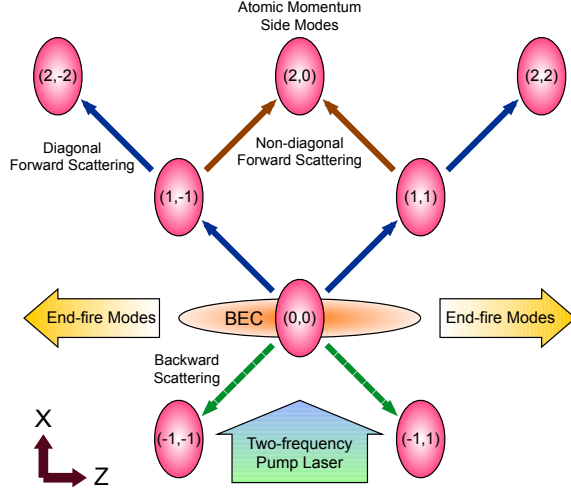 Atomic Momentum
Side Modes
(2,-2)
(2,0)
(2,2)
Diagonal
Forward Scattering
Non-diagonal
Forward Scattering
(1,-1)
(1,1)
End-fire Modes
BEC
(0,0)
End-fire Modes
Backward
Scattering
X
Z
(-1,-1)
(-1,1)
Two-frequency
Pump Laser